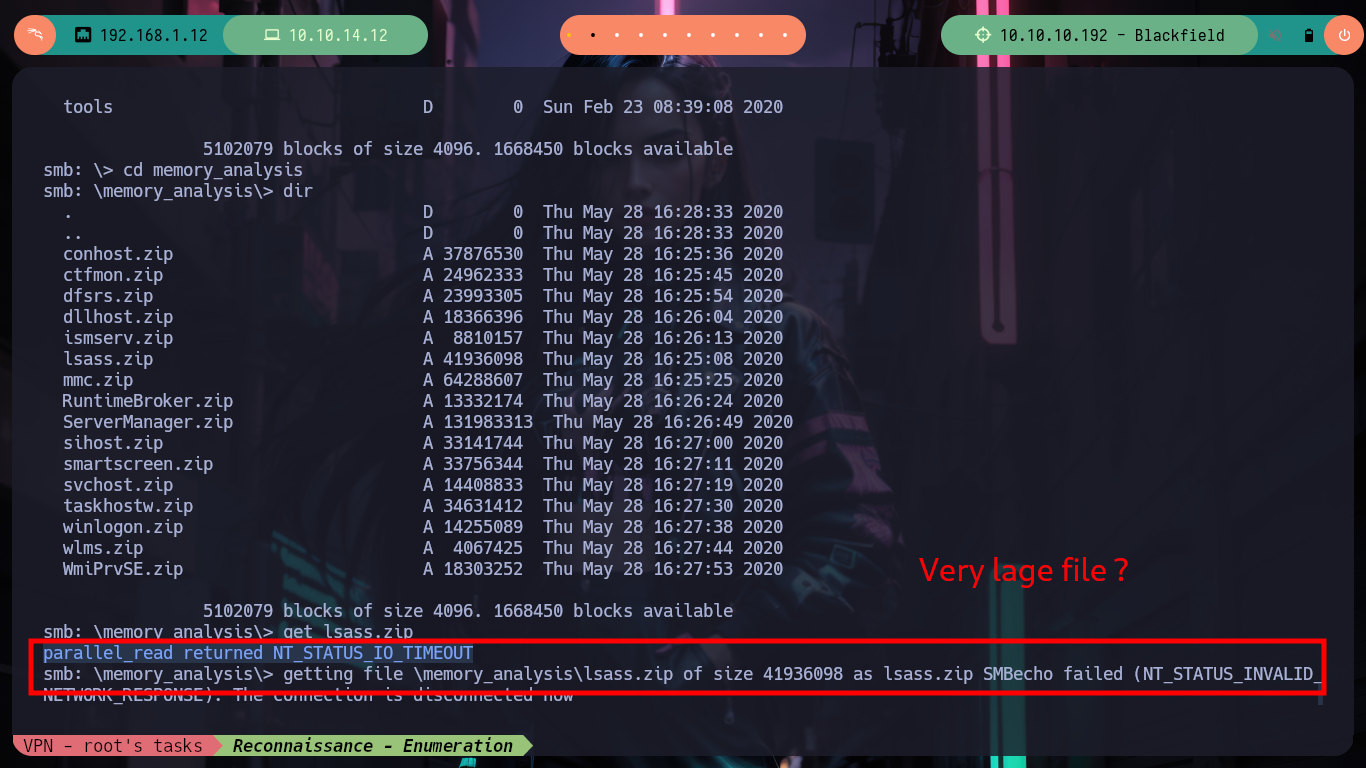 192.168.1.12 10.10.14.12 10.10.10.192 - Blackfield
tools D 0 Sun Feb 23 08:39:08 2020
5102079 blocks of size 4096. 1668450 blocks available
smb: \> cd memory_analysis
smb: \memory_analysis\> dir
. D 0 Thu May 28 16:28:33 2020
.. D 0 Thu May 28 16:28:33 2020
conhost.zip A 37876530 Thu May 28 16:25:36 2020
ctfmon.zip A 24962333 Thu May 28 16:25:45 2020
dfsrs.zip A 23993305 Thu May 28 16:25:54 2020
dllhost.zip A 18366396 Thu May 28 16:26:04 2020
ismserv.zip A 8810157 Thu May 28 16:26:13 2020
lsass.zip A 41936098 Thu May 28 16:25:08 2020
mmc.zip A 64288607 Thu May 28 16:25:25 2020
RuntimeBroker.zip A 13332174 Thu May 28 16:26:24 2020
ServerManager.zip A 131983313 Thu May 28 16:26:49 2020
sihost.zip A 33141744 Thu May 28 16:27:00 2020
smartscreen.zip A 33756344 Thu May 28 16:27:11 2020
svchost.zip A 14408833 Thu May 28 16:27:19 2020
taskhostw.zip A 34631412 Thu May 28 16:27:30 2020
winlogon.zip A 14255089 Thu May 28 16:27:38 2020
wlms.zip A 4067425 Thu May 28 16:27:44 2020
WmiPrvSE.zip A 18303252 Thu May 28 16:27:53 2020
Very lage file ?
5102079 blocks of size 4096. 1668450 blocks available
smb: \memory_analysis\> get lsass.zip
parallel_read returned NT_STATUS_IO_TIMEOUT
smb: \memory_analysis\> getting file \memory_analysis\lsass.zip of size 41936098 as lsass.zip SMBecho failed (NT_STATUS_INVALID_
NETWORK_RESPONSE). The connection is disconnected now
VPN - root's tasks Reconnaissance - Enumeration